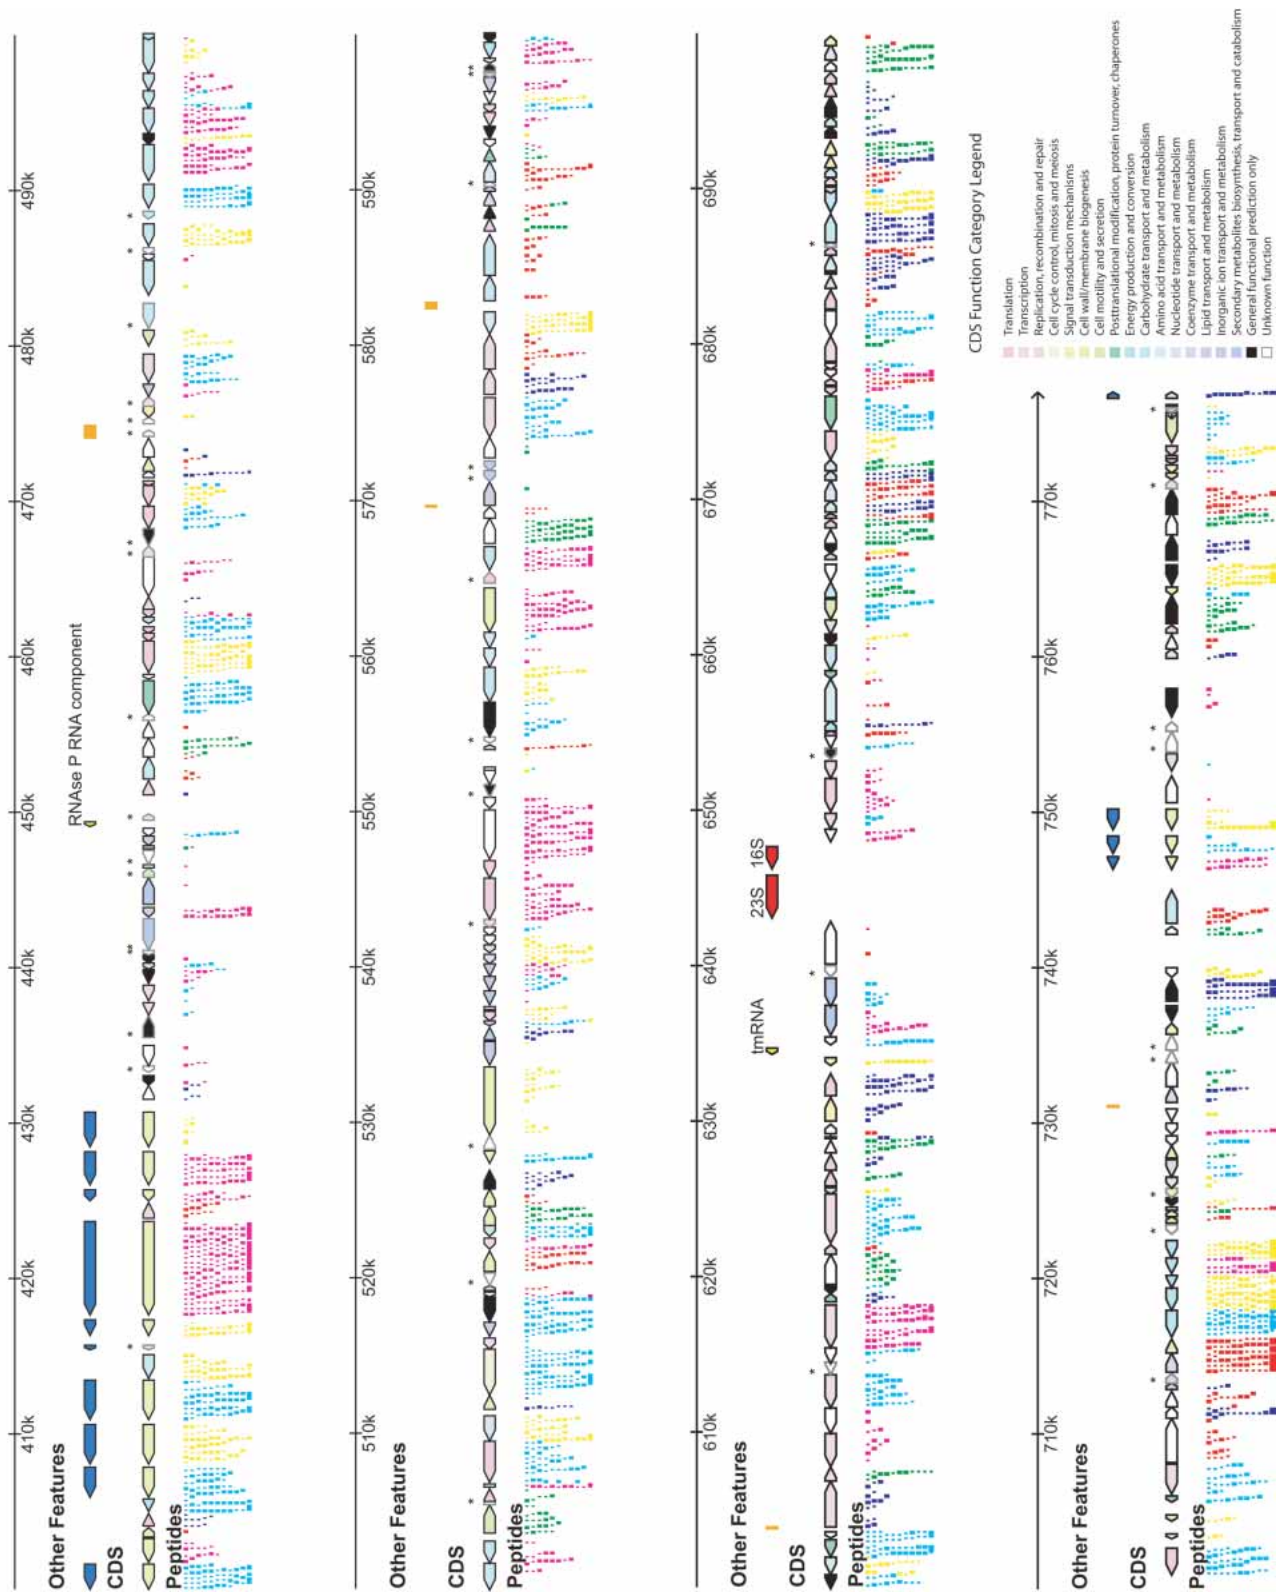 410k 420k 430k 440k 450k 460k 470k 480k 490k
RNAse P RNA component
Other Features
CDS
* * * ** * * * * * * * * * * * *
Peptides
510k 520k 530k 540k 550k 560k 570k 580k 590k
Other Features
CDS
* * * * * * * * * * **
Peptides
610k 620k 630k 640k 650k 660k 670k 680k 690k
tmRNA
23S 16S
Other Features
CDS
* * * *
Peptides
CDS Function Category Legend
Translation
Transcription
Replication, recombination and repair
Cell cycle control, mitosis and meiosis
Signal transduction mechanisms
Cell wall/membrane biogenesis
Cell motility and secretion
Posttranslational modification, protein turnover, chaperones
Energy production and conversion
Carbohydrate transport and metabolism
Amino acid transport and metabolism
Nucleotide transport and metabolism
Coenzyme transport and metabolism
Lipid transport and metabolism
Inorganic ion transport and metabolism
Secondary metabolites biosynthesis, transport and catabolism
General functional prediction only
Unknown function
710k 720k 730k 740k 750k 760k 770k
Other Features
CDS
* * * * * * * * *
Peptides